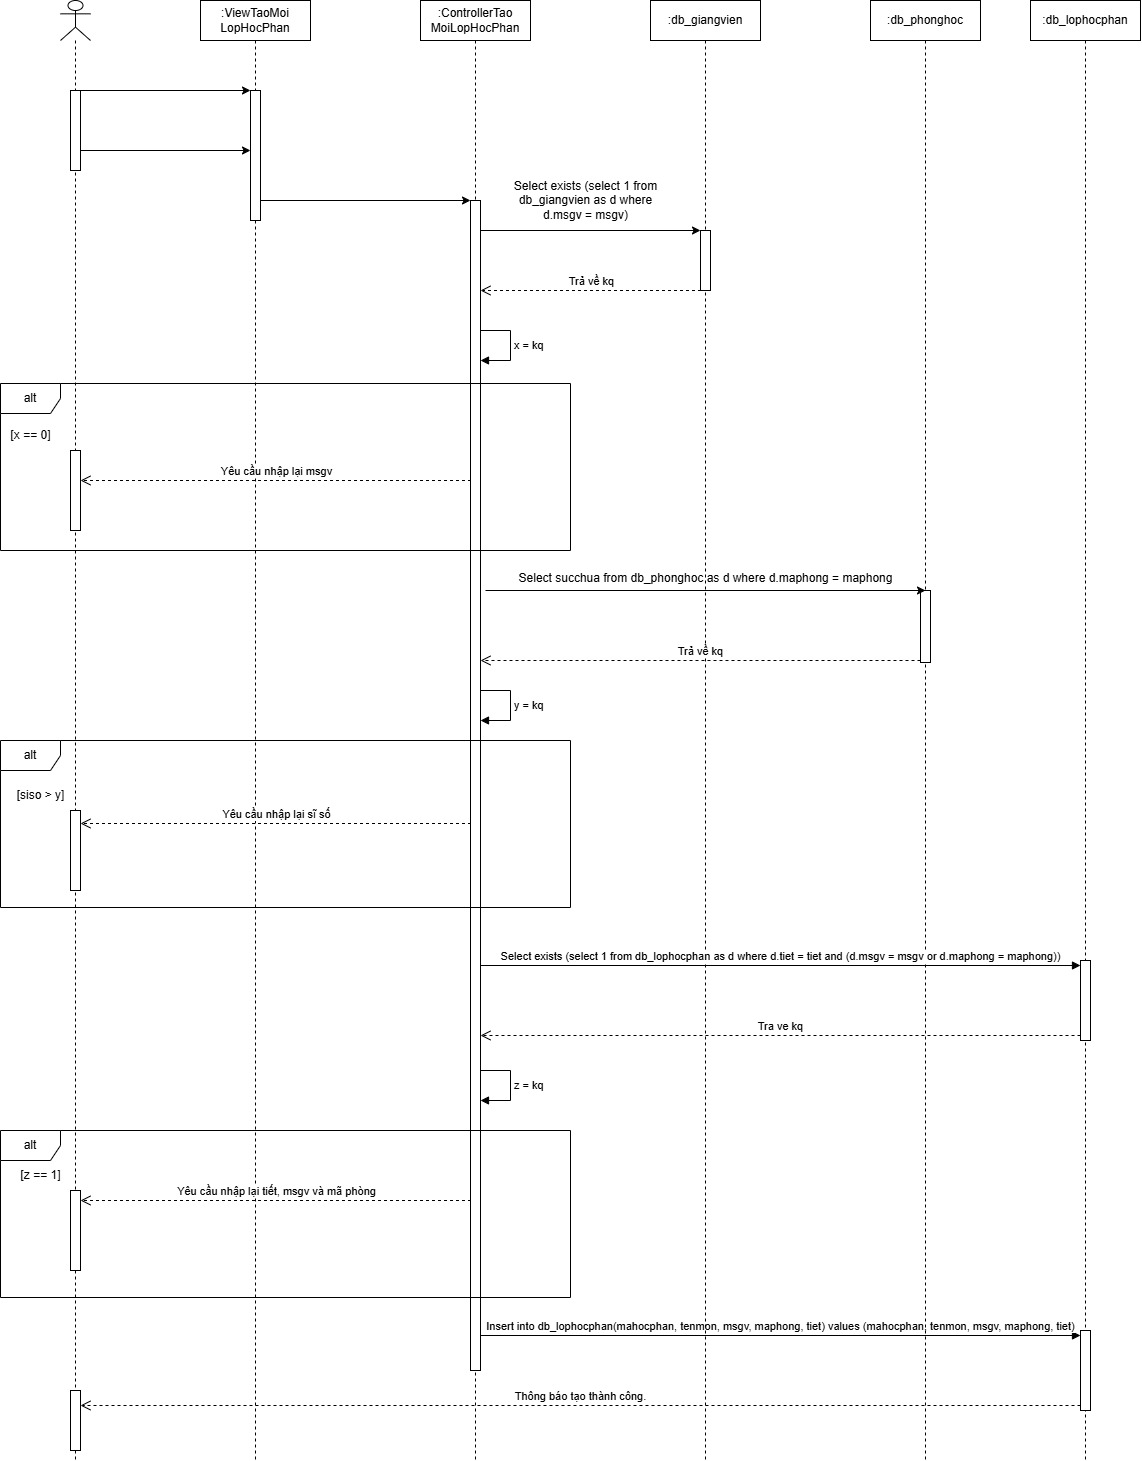 :ViewTaoMoi
LopHocPhan
:ControllerTao
MoiLopHocPhan
:db_giangvien
:db_phonghoc
:db_lophocphan
Select exists (select 1 from
db_giangvien as d where
d.msgv = msgv)
Trả về kq
x = kq
alt
[x == 0]
Yêu cầu nhập lại msgv
Select succhua from db_phonghoc as d where d.maphong = maphong
Trả về kq
y = kq
alt
[siso > y]
Yêu cầu nhập lại sĩ số
Select exists (select 1 from db_lophocphan as d where d.tiet = tiet and (d.msgv = msgv or d.maphong = maphong))
Tra ve kq
z = kq
alt
[z == 1]
Yêu cầu nhập lại tiết, msgv và mã phòng
Insert into db_lophocphan(mahocphan, tenmon, msgv, maphong, tiet) values (mahocphan, tenmon, msgv, maphong, tiet)
Thông báo tạo thành công.